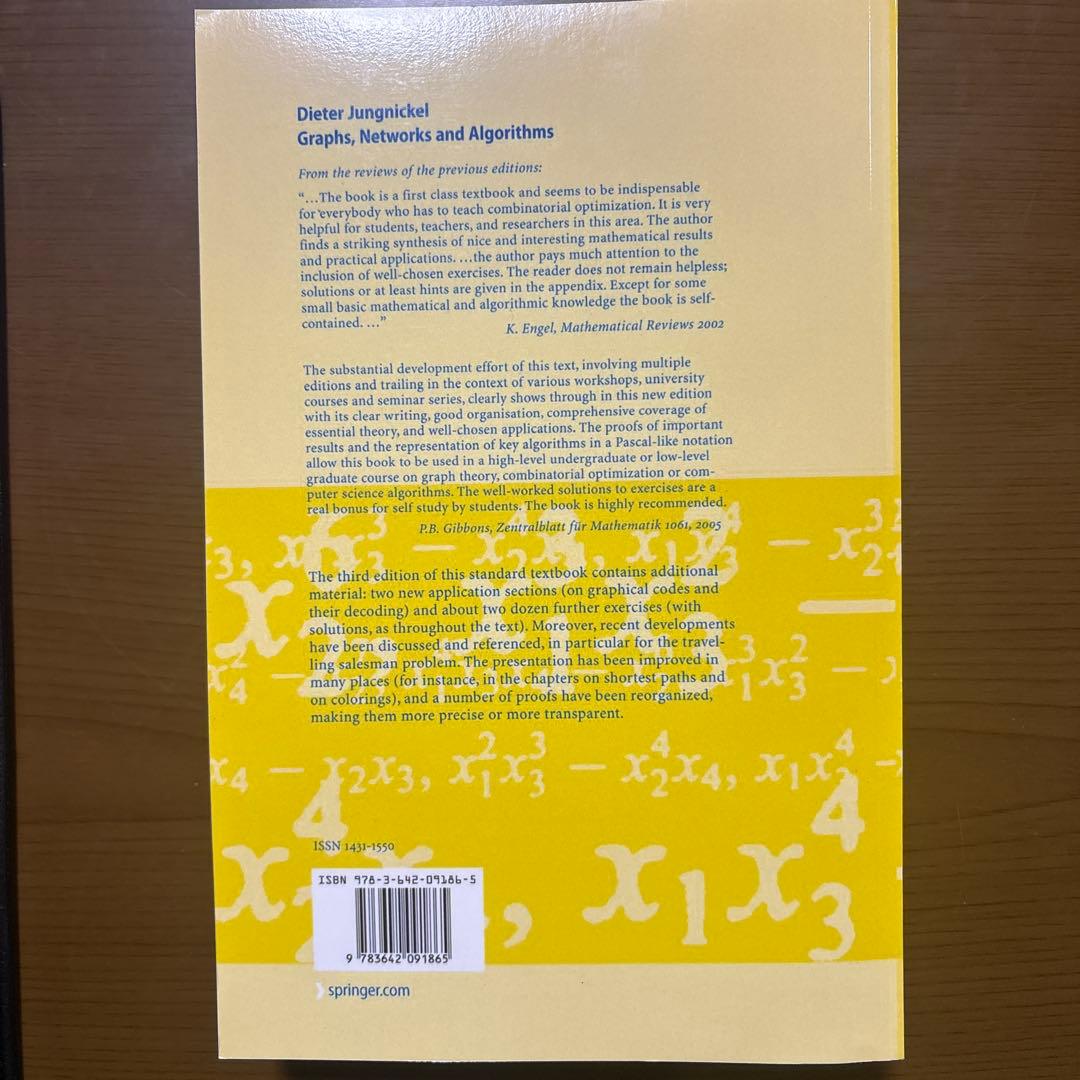 Dieter Jungnickel
Graphs, Networks and Algorithms
From the reviews of the previous editions:
“…The book is a first class textbook and seems to be indispensable
for everybody who has to teach combinatorial optimization. It is very
helpful for students, teachers, and researchers in this area. The author
finds a striking synthesis of nice and interesting mathematical results
and practical applications. …the author pays much attention to the
inclusion of well-chosen exercises. The reader does not remain helpless;
solutions or at least hints are given in the appendix. Except for some
small basic mathematical and algorithmic knowledge the book is self-
contained. …”
K. Engel, Mathematical Reviews 2002
The substantial development effort of this text, involving multiple
editions and trailing in the context of various workshops, university
courses and seminar series, clearly shows through in this new edition
with its clear writing, good organisation, comprehensive coverage of
essential theory, and well-chosen applications. The proofs of important
results and the representation of key algorithms in a Pascal-like notation
allow this book to be used in a high-level undergraduate or low-level
graduate course on graph theory, combinatorial optimization or com-
puter science algorithms. The well-worked solutions to exercises are a
real bonus for self study by students. The book is highly recommended.
P.B. Gibbons, Zentralblatt für Mathematik 1061, 2005
The third edition of this standard textbook contains additional
material: two new application sections (on graphical codes and
their decoding) and about two dozen further exercises (with
solutions, as throughout the text). Moreover, recent developments
have been discussed and referenced, in particular for the travel-
ling salesman problem. The presentation has been improved in
many places (for instance, in the chapters on shortest paths and
on colorings), and a number of proofs have been reorganized,
making them more precise or more transparent.
x₄ − x₂x₃, x₁²x₃³ − x₂⁴x₄, x₁x₃⁴ −
ISSN 1431-1550
x₁x₃⁴
ISBN 978-3-642-09186-5
9 783642 091865
springer.com